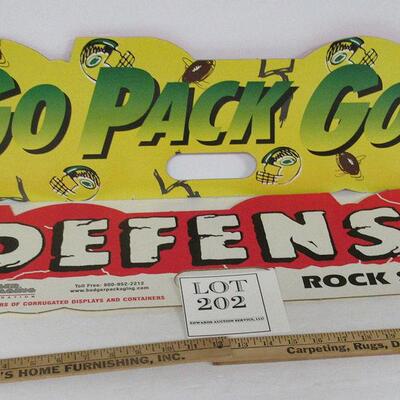 GO PACK GO
DEFENS
Toll Free: 800-952-2212
www.badgerpackaging.com
RS OF CORRUGATED DISPLAYS AND CONTAINERS
ROCK S
LOT
202
EDWARDS AUCTION SERVICE, LLC
'S HOME FURNISHING, INC.
Carpeting, Rugs, D